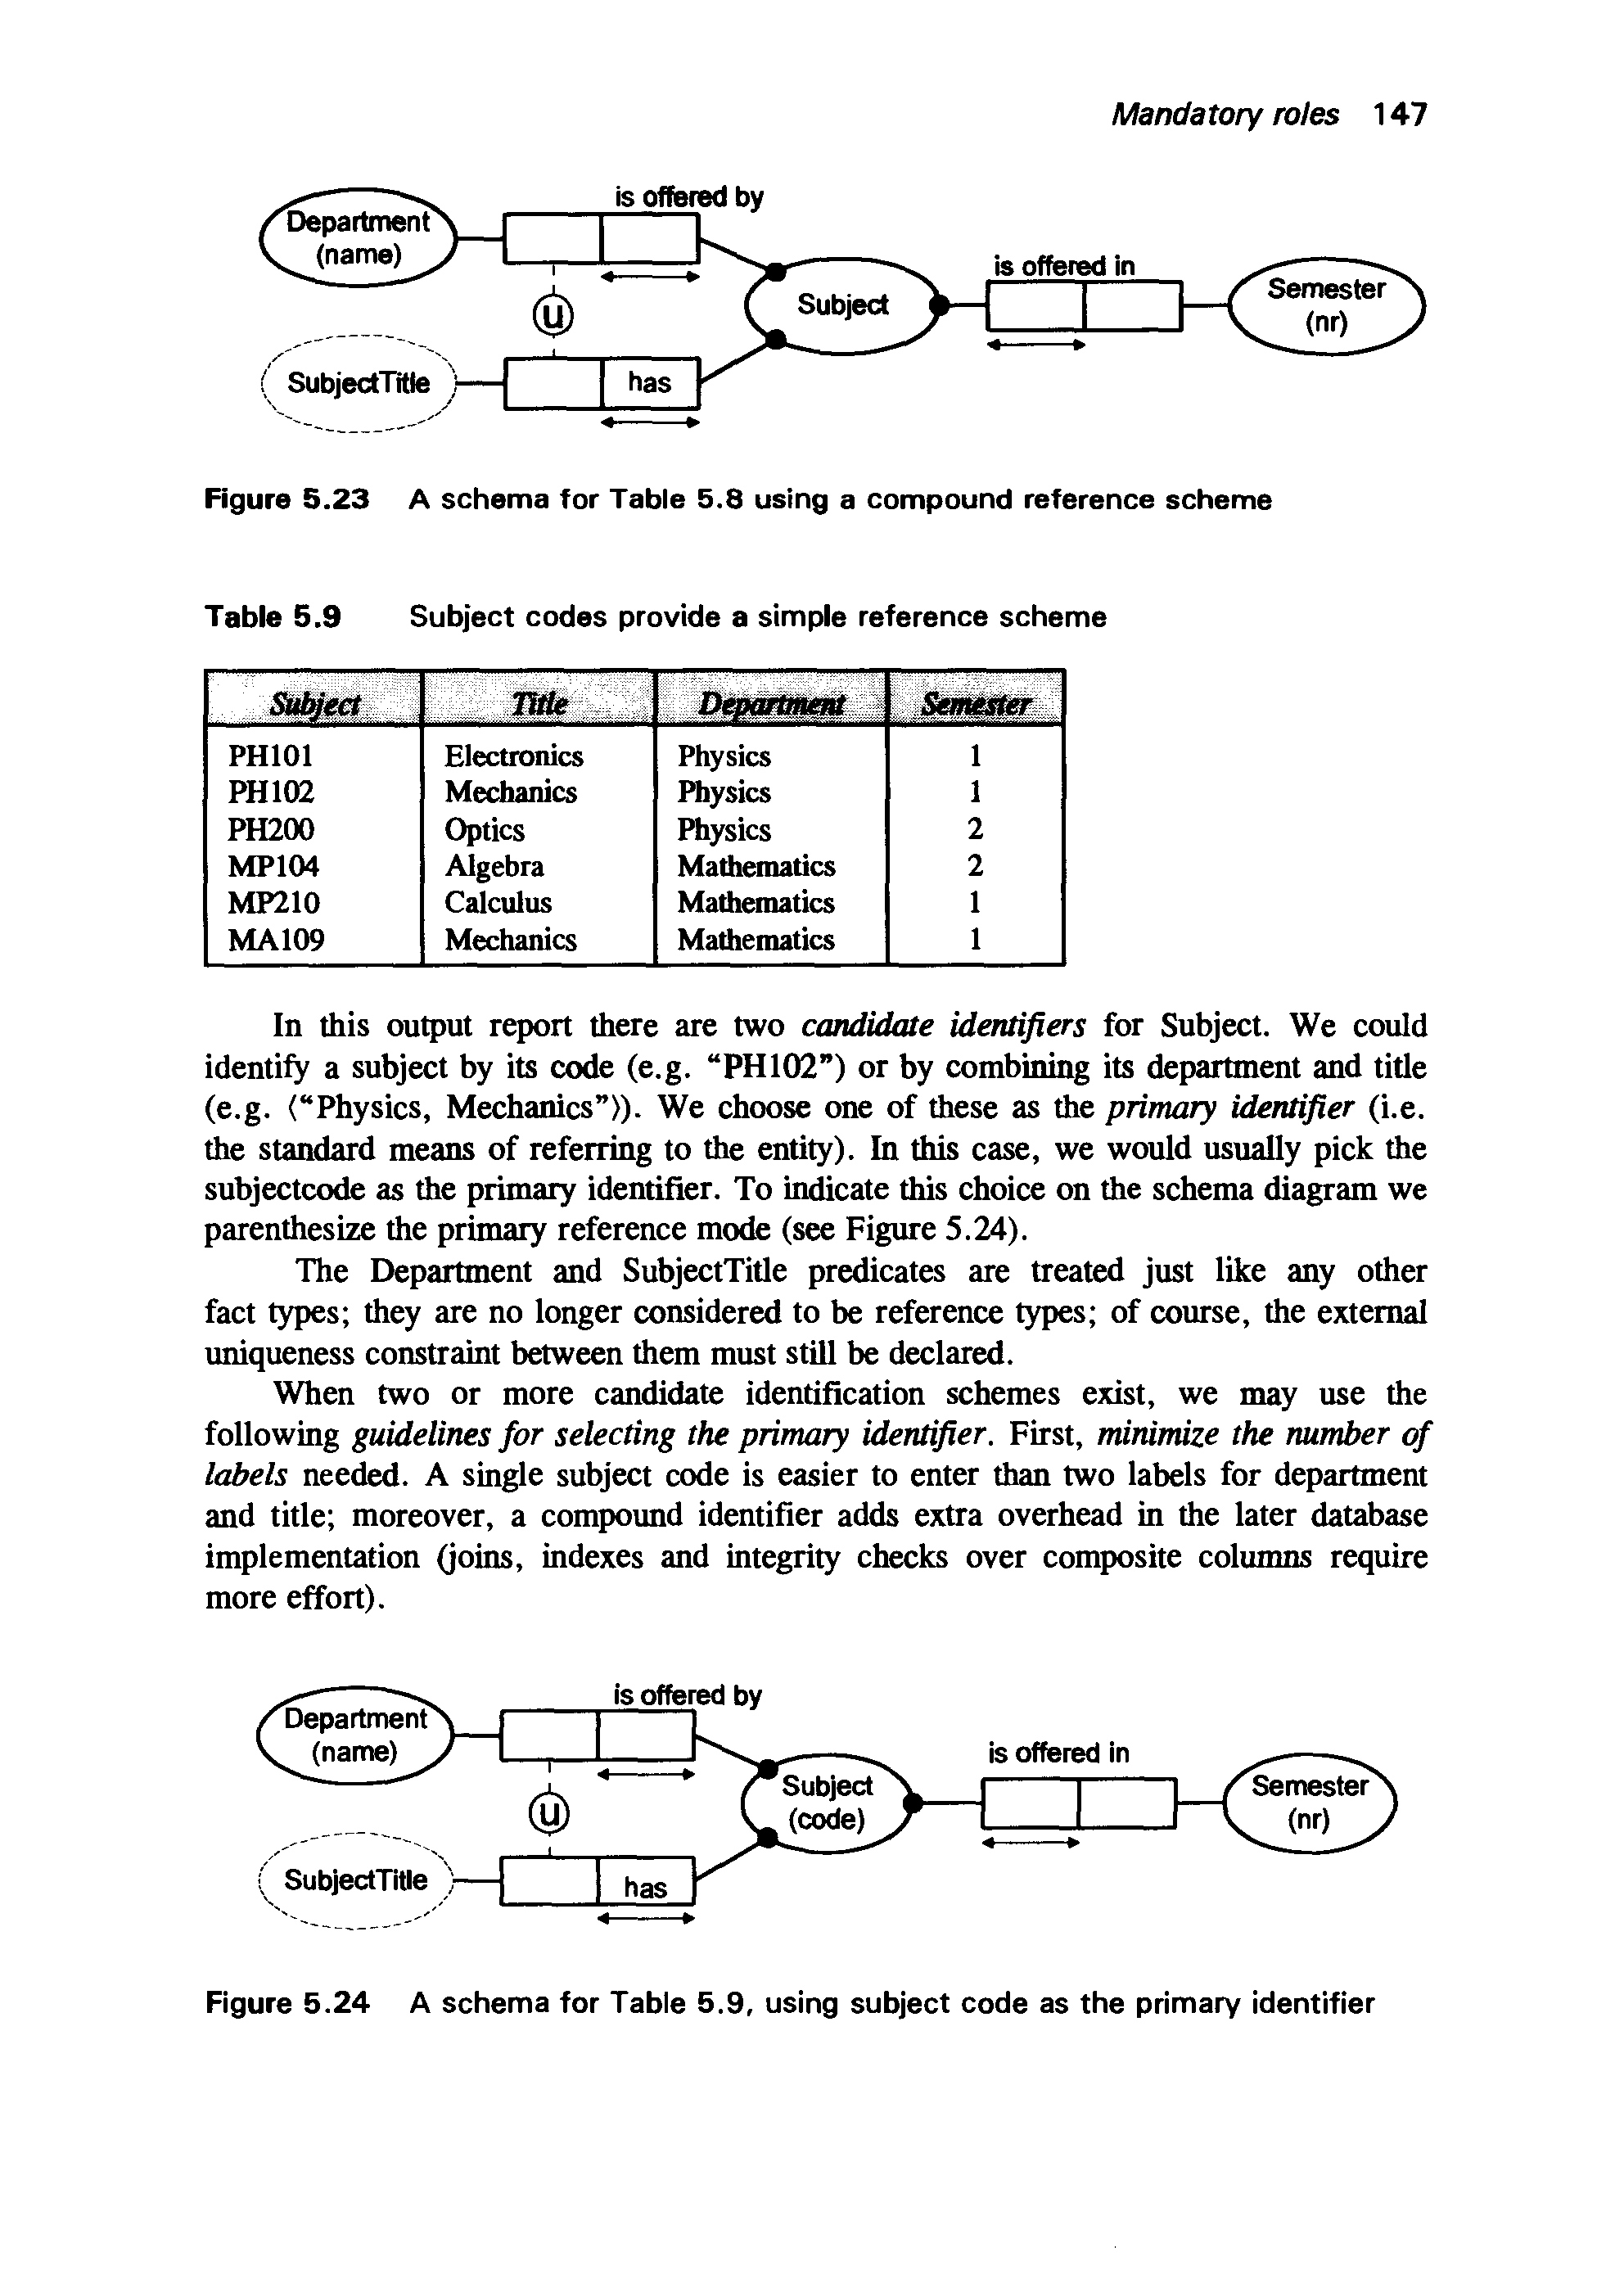 Mandatory roles 147
is offered by
Department
(name)
is offered in
Semester
(nr)
Subject
U
SubjectTitle
has
Figure 5.23 A schema for Table 5.8 using a compound reference scheme
Table 5.9 Subject codes provide a simple reference scheme
Subject Title Department Semester
PH101 Electronics Physics 1
PH102 Mechanics Physics 1
PH200 Optics Physics 2
MP104 Algebra Mathematics 2
MP210 Calculus Mathematics 1
MA109 Mechanics Mathematics 1
In this output report there are two candidate identifiers for Subject. We could
identify a subject by its code (e.g. “PH102”) or by combining its department and title
(e.g. ⟨“Physics, Mechanics”⟩). We choose one of these as the primary identifier (i.e.
the standard means of referring to the entity). In this case, we would usually pick the
subjectcode as the primary identifier. To indicate this choice on the schema diagram we
parenthesize the primary reference mode (see Figure 5.24).
The Department and SubjectTitle predicates are treated just like any other
fact types; they are no longer considered to be reference types; of course, the external
uniqueness constraint between them must still be declared.
When two or more candidate identification schemes exist, we may use the
following guidelines for selecting the primary identifier. First, minimize the number of
labels needed. A single subject code is easier to enter than two labels for department
and title; moreover, a compound identifier adds extra overhead in the later database
implementation (joins, indexes and integrity checks over composite columns require
more effort).
is offered by
Department
(name)
is offered in
Subject
(code)
Semester
(nr)
U
SubjectTitle
has
Figure 5.24 A schema for Table 5.9, using subject code as the primary identifier